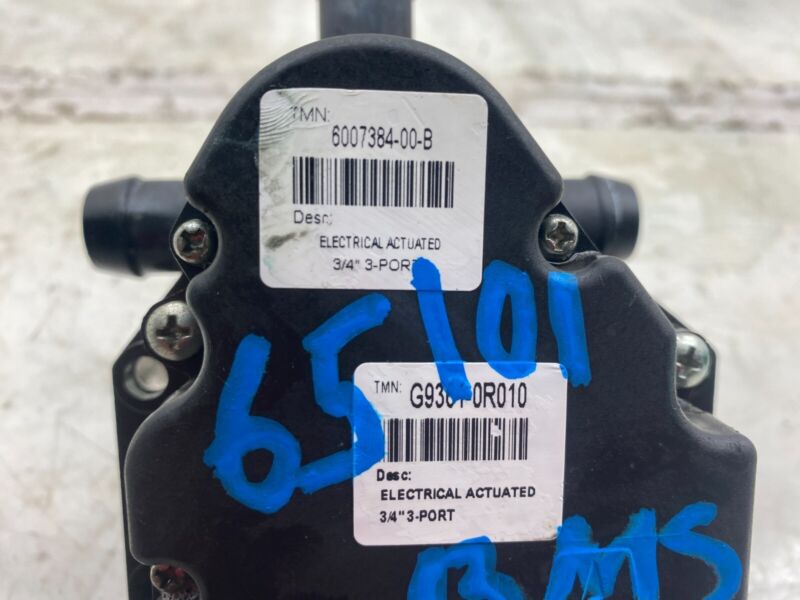 TMN:
6007384-00-B
Desc:
ELECTRICAL ACTUATED
3/4" 3-PORT
65101
TMN:
Desc:
ELECTRICAL ACTUATED
3/4" 3-PORT
BMS